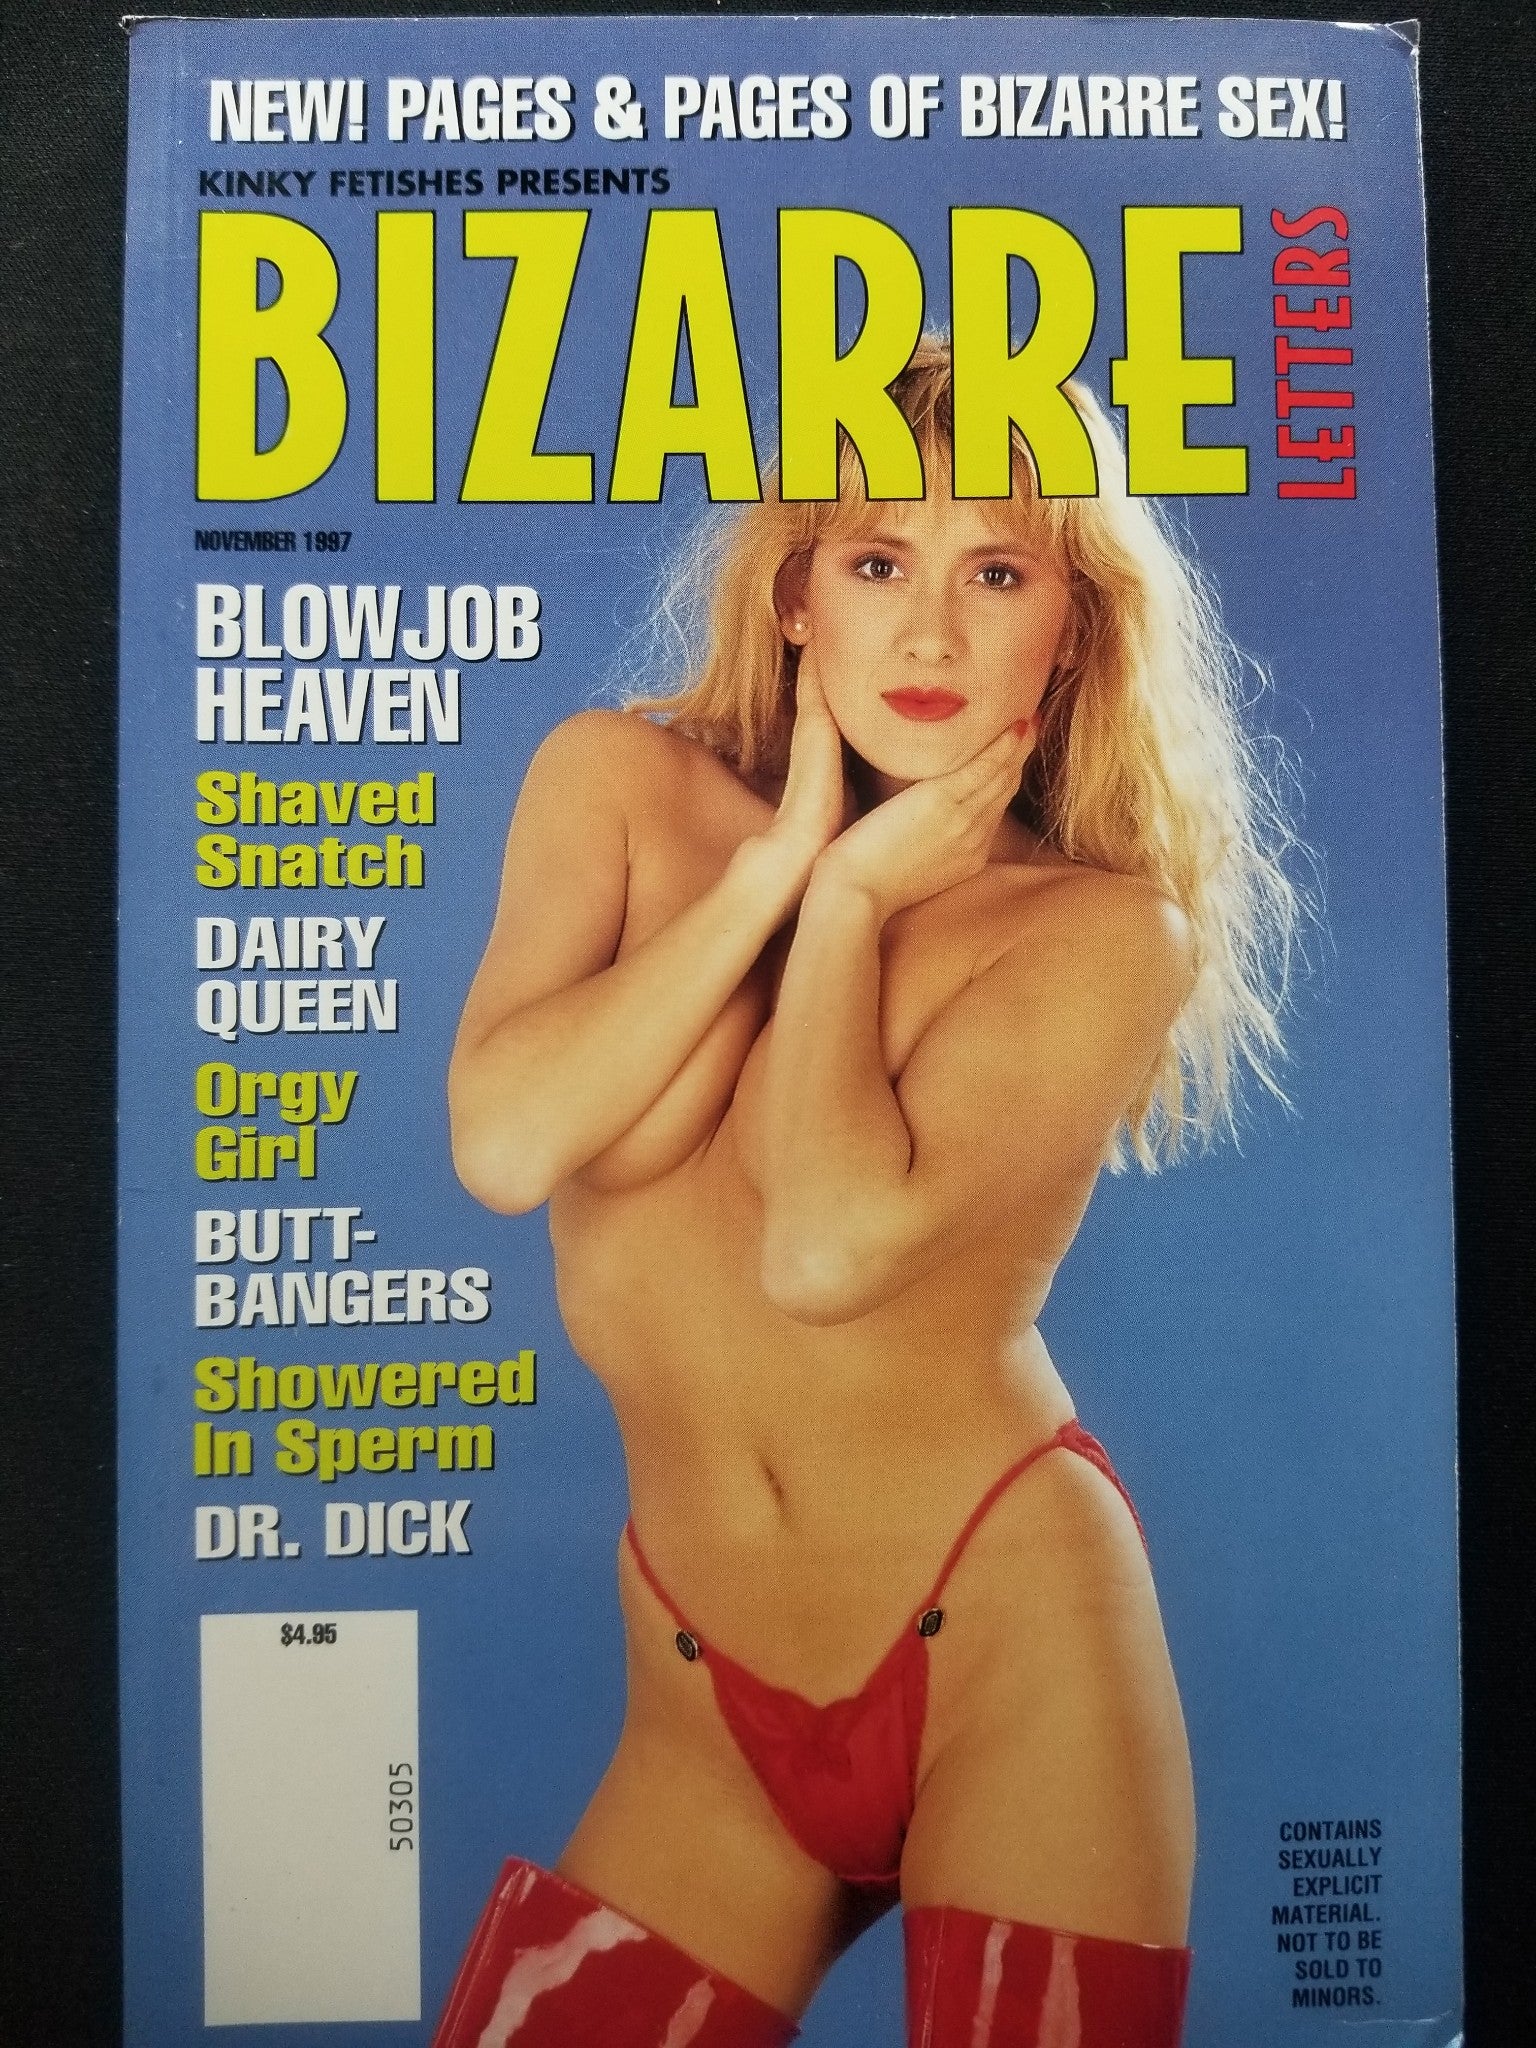 NEW! PAGES & PAGES OF BIZARRE SEX!
KINKY FETISHES PRESENTS
BIZARRE
LETTERS
NOVEMBER 1997
BLOWJOB
HEAVEN
Shaved
Snatch
DAIRY
QUEEN
Orgy
Girl
BUTT-
BANGERS
Showered
In Sperm
DR. DICK
$4.95
50305
CONTAINS
SEXUALLY
EXPLICIT
MATERIAL.
NOT TO BE
SOLD TO
MINORS.